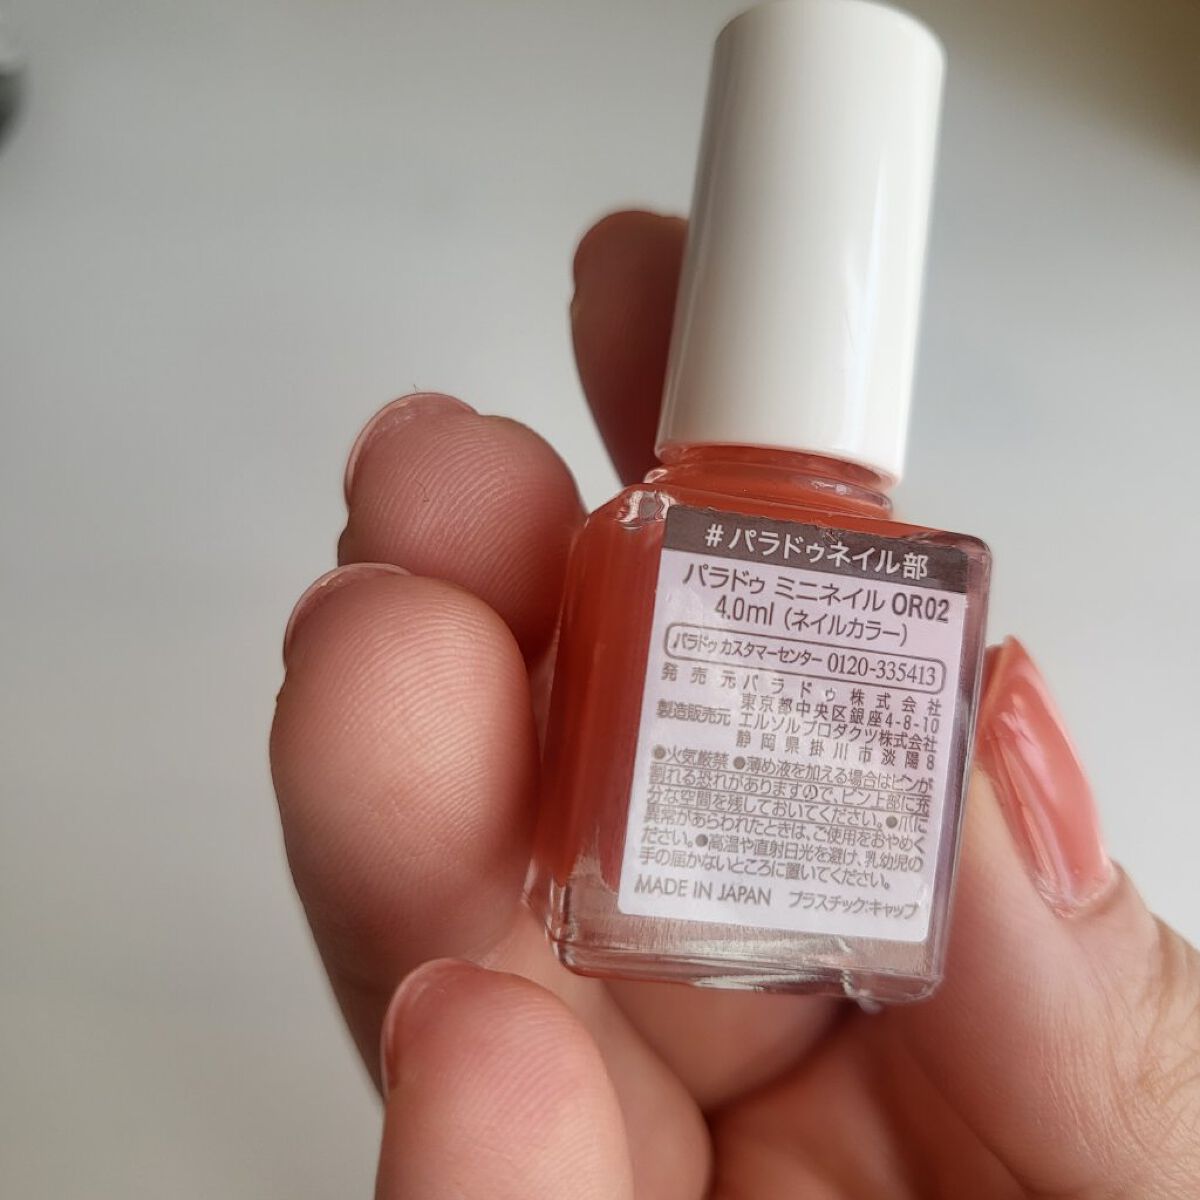 #パラドゥネイル部
パラドゥ ミニネイル OR02
4.0ml (ネイルカラー)
パラドゥカスタマーセンター 0120-335413
発売元 パラドゥ株式会社
東京都中央区銀座4-8-10
製造販売元 エルソルプロダクツ株式会社
静岡県掛川市淡陽8
●火気厳禁 ●薄め液を加える場合はビンが
割れる恐れがありますので、ビン上部に充
分な空間を残しておいてください。●爪に
異常があらわれたときは、ご使用をおやめく
ださい。●高温や直射日光を避け、乳幼児の
手の届かないところに置いてください。
MADE IN JAPAN プラスチック:キャップ